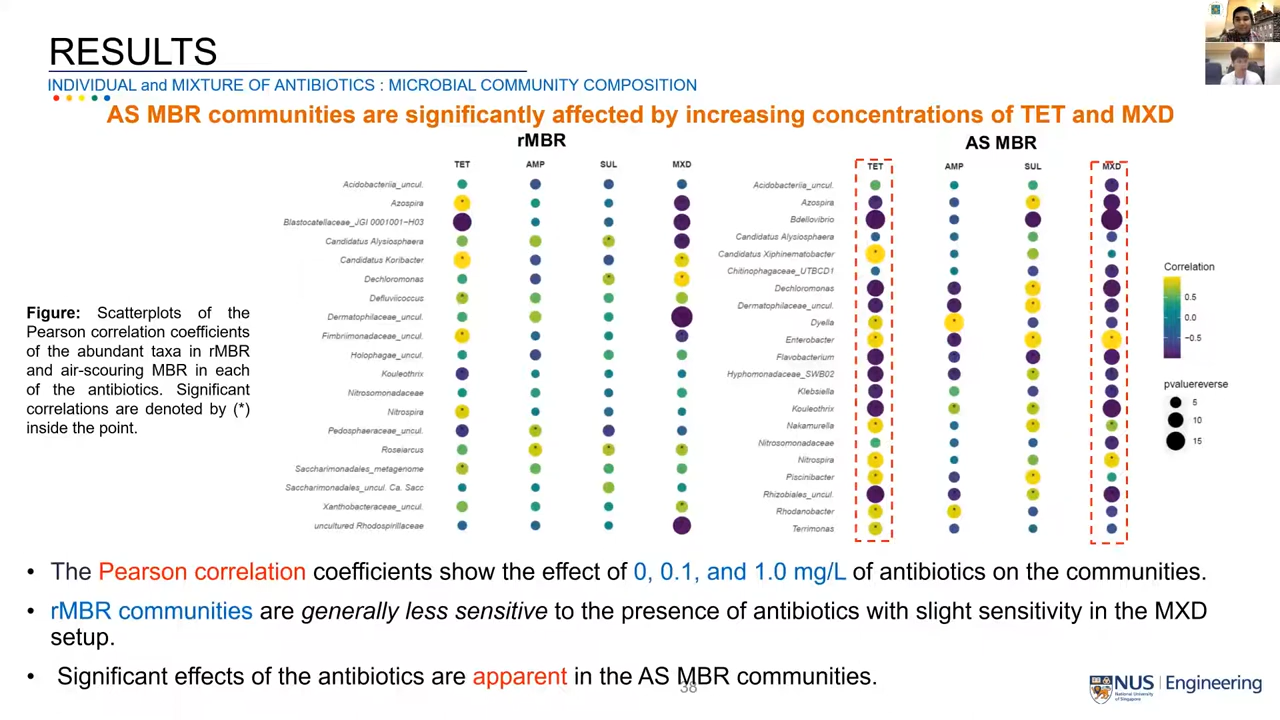 RESULTS
INDIVIDUAL and MIXTURE OF ANTIBIOTICS : MICROBIAL COMMUNITY COMPOSITION
AS MBR communities are significantly affected by increasing concentrations of TET and MXD
rMBR
TET AMP SUL MXD
Acidobacteriia_uncul.
Azospira
Blastocatellaceae_JGI 0001001−H03
Candidatus Alysiosphaera
Candidatus Koribacter
Dechloromonas
Defluviicoccus
Dermatophilaceae_uncul.
Fimbriimonadaceae_uncul.
Holophagae_uncul.
Kouleothrix
Nitrosomonadaceae
Nitrospira
Pedosphaeraceae_uncul.
Roseiarcus
Saccharimonadales_metagenome
Saccharimonadales_uncul. Ca. Sacc
Xanthobacteraceae_uncul.
uncultured Rhodospirillaceae
AS MBR
TET AMP SUL MXD
Acidobacteriia_uncul.
Azospira
Bdellovibrio
Candidatus Alysiosphaera
Candidatus Xiphinematobacter
Chitinophagaceae_UTBCD1
Dechloromonas
Dermatophilaceae_uncul.
Dyella
Enterobacter
Flavobacterium
Hyphomonadaceae_SWB02
Klebsiella
Kouleothrix
Nakamurella
Nitrosomonadaceae
Nitrospira
Piscinibacter
Rhizobiales_uncul.
Rhodanobacter
Terrimonas
Correlation
0.5
0.0
−0.5
pvaluereverse
5
10
15
Figure: Scatterplots of the
Pearson correlation coefficients
of the abundant taxa in rMBR
and air-scouring MBR in each
of the antibiotics. Significant
correlations are denoted by (*)
inside the point.
• The Pearson correlation coefficients show the effect of 0, 0.1, and 1.0 mg/L of antibiotics on the communities.
• rMBR communities are generally less sensitive to the presence of antibiotics with slight sensitivity in the MXD
setup.
• Significant effects of the antibiotics are apparent in the AS MBR communities.
38
NUS Engineering
National University
of Singapore